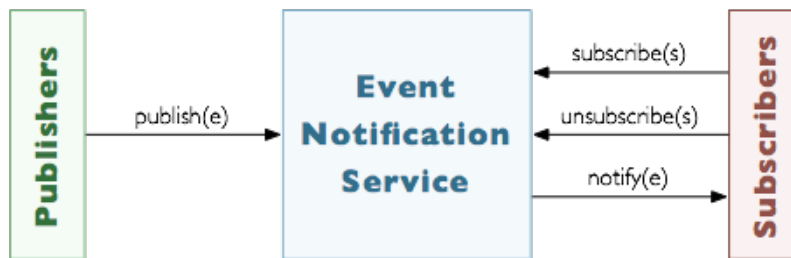 Publishers
publish(e)
Event
Notification
Service
subscribe(s)
unsubscribe(s)
notify(e)
Subscribers